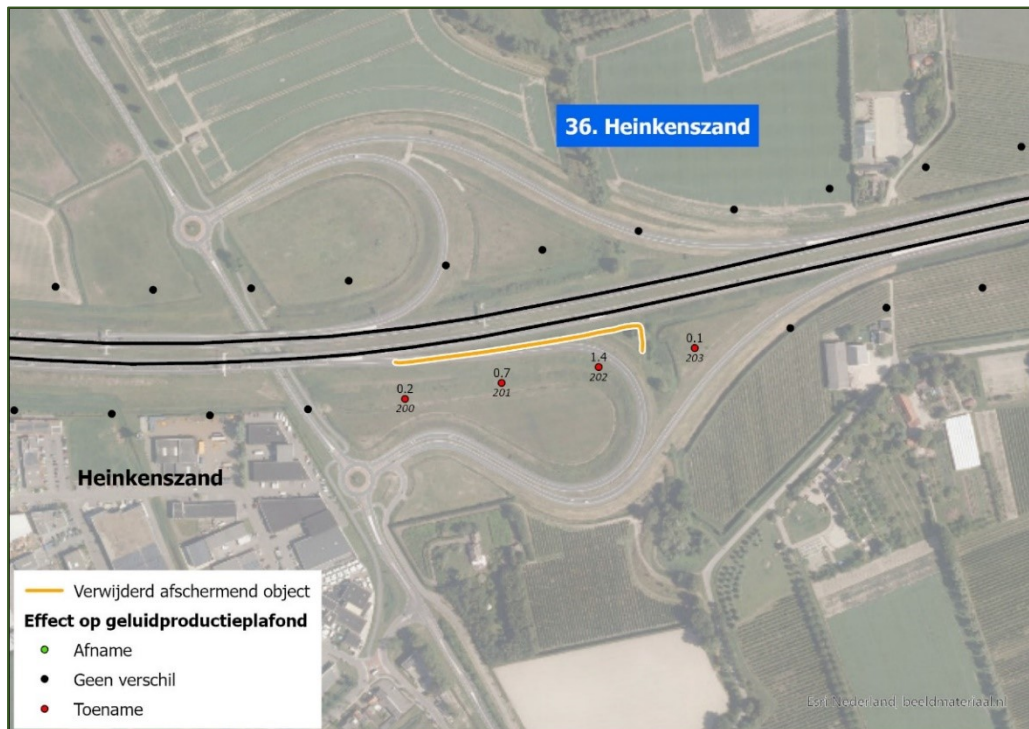 36. Heinkenszand
0.1
203
1.4
202
0.7
201
0.2
200
Heinkenszand
Verwijderd afschermend object
Effect op geluidproductieplafond
Afname
Geen verschil
Toename
Esri Nederland, beeldmateriaal.nl